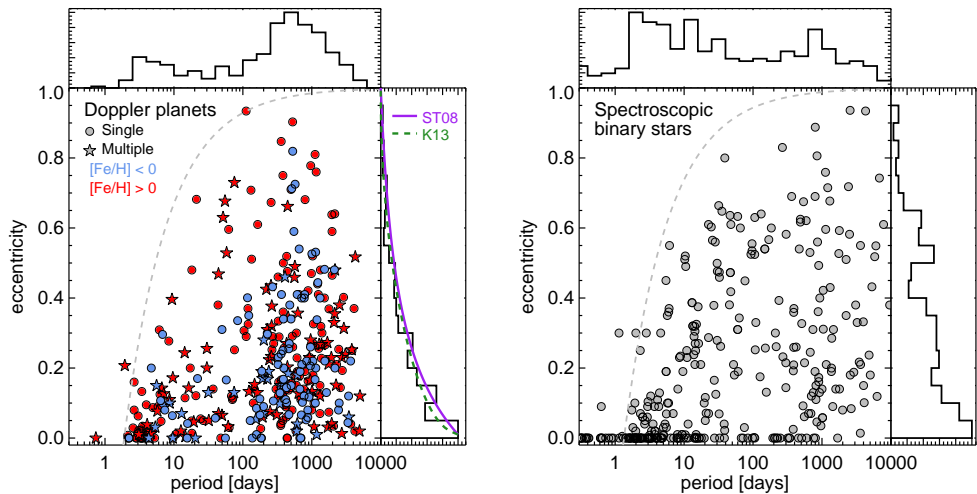 Doppler planets
Single
Multiple
[Fe/H] < 0
[Fe/H] > 0
ST08
K13
1.0
0.8
0.6
0.4
0.2
0.0
eccentricity
1 10 100 1000 10000
period [days]
Spectroscopic
binary stars
1.0
0.8
0.6
0.4
0.2
0.0
eccentricity
1 10 100 1000 10000
period [days]